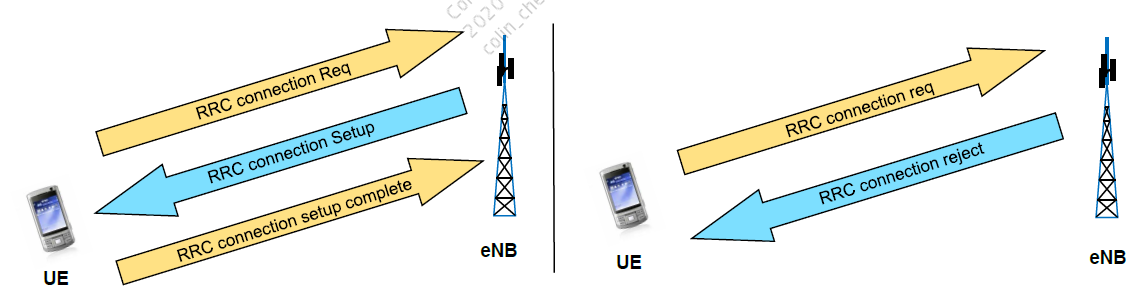 RRC connection Req
RRC connection Setup
RRC connection setup complete
UE
eNB
RRC connection req
RRC connection reject
UE
eNB
2020